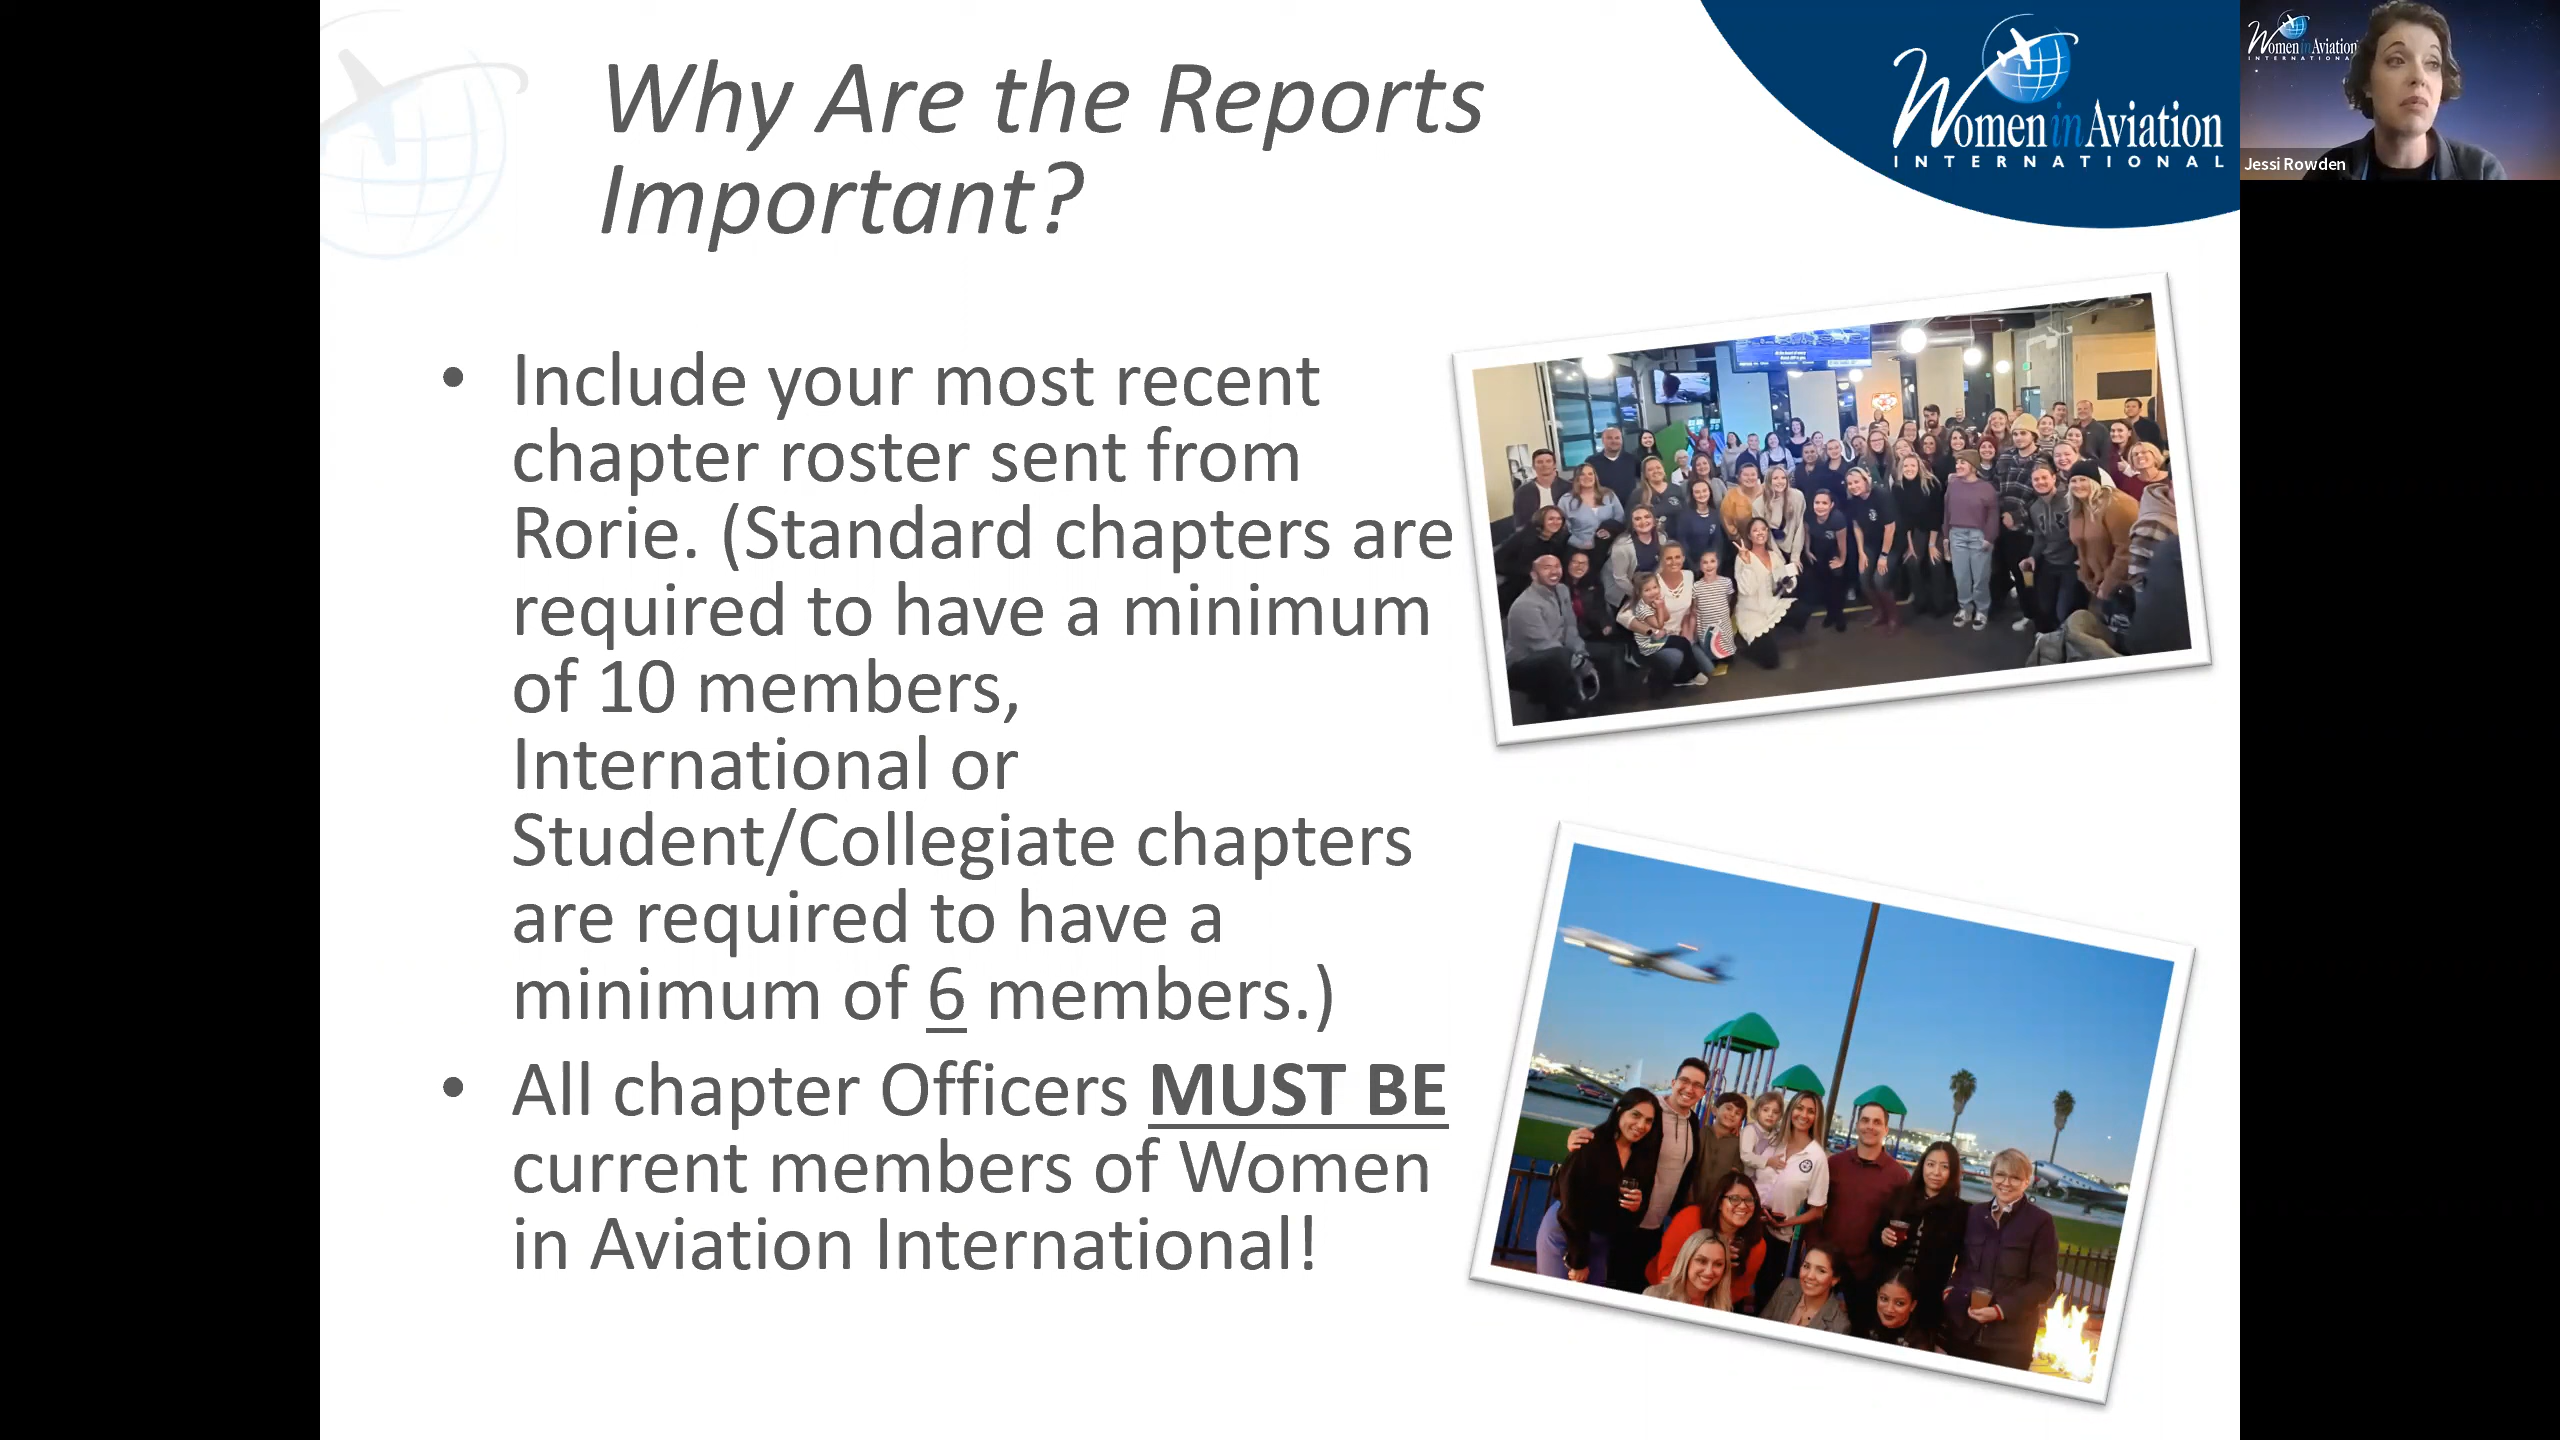 Why Are the Reports
Important?
Women in Aviation
INTERNATIONAL
Women in Aviation
INTERNATIONAL
Jessi Rowden
• Include your most recent
chapter roster sent from
Rorie. (Standard chapters are
required to have a minimum
of 10 members,
International or
Student/Collegiate chapters
are required to have a
minimum of 6 members.)
• All chapter Officers MUST BE
current members of Women
in Aviation International!